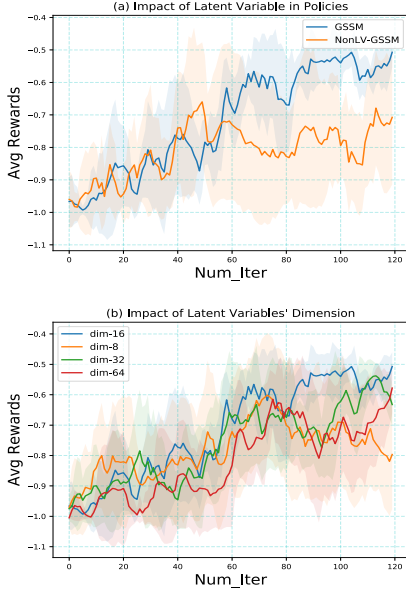 (a) Impact of Latent Variable in Policies
GSSM
NonLV-GSSM
Avg Rewards
−0.4
−0.5
−0.6
−0.7
−0.8
−0.9
−1.0
−1.1
0 20 40 60 80 100 120
Num_Iter
(b) Impact of Latent Variables' Dimension
dim-16
dim-8
dim-32
dim-64
Avg Rewards
−0.4
−0.5
−0.6
−0.7
−0.8
−0.9
−1.0
−1.1
0 20 40 60 80 100 120
Num_Iter